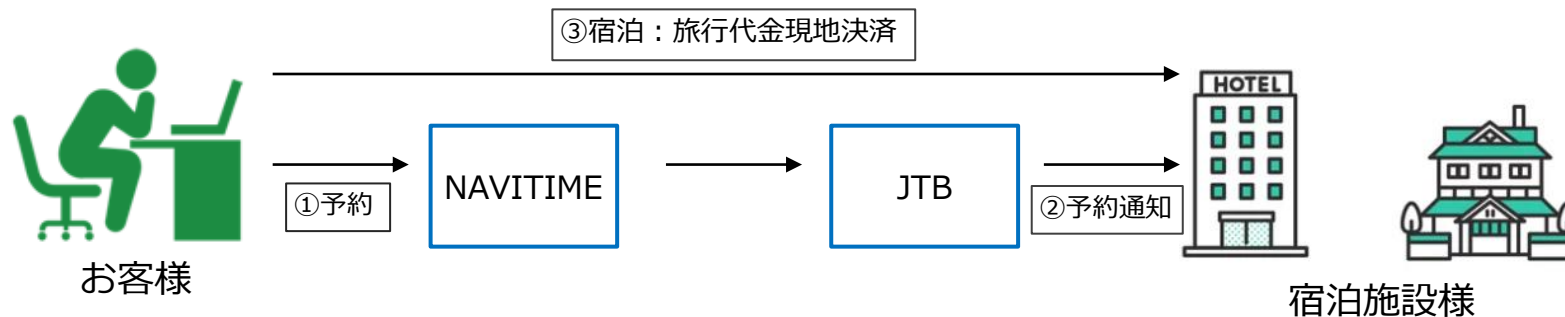 ③宿泊：旅行代金現地決済
HOTEL
NAVITIME
JTB
①予約
②予約通知
お客様
宿泊施設様